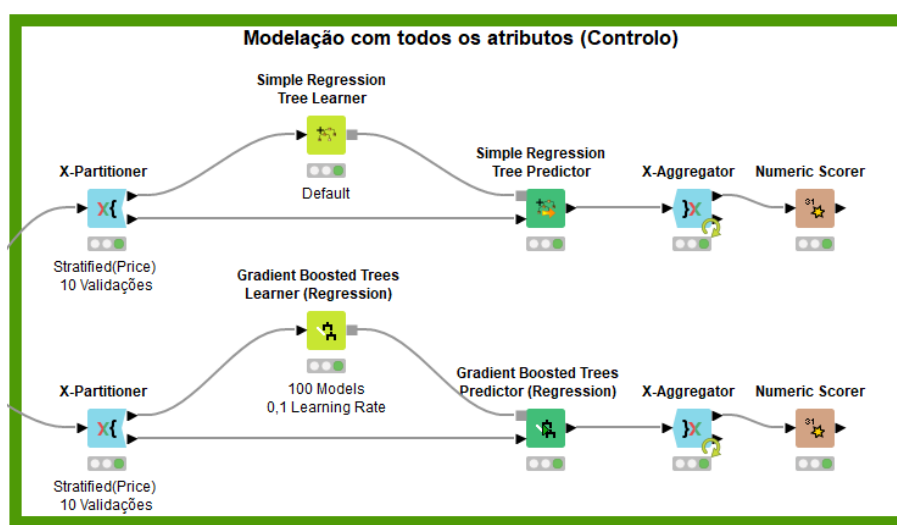 Modelação com todos os atributos (Controlo)
Simple Regression
Tree Learner
Default
X-Partitioner
X{
Stratified(Price)
10 Validações
Simple Regression
Tree Predictor
X-Aggregator
}X
Numeric Scorer
31
Gradient Boosted Trees
Learner (Regression)
100 Models
0,1 Learning Rate
X-Partitioner
X{
Stratified(Price)
10 Validações
Gradient Boosted Trees
Predictor (Regression)
X-Aggregator
}X
Numeric Scorer
31